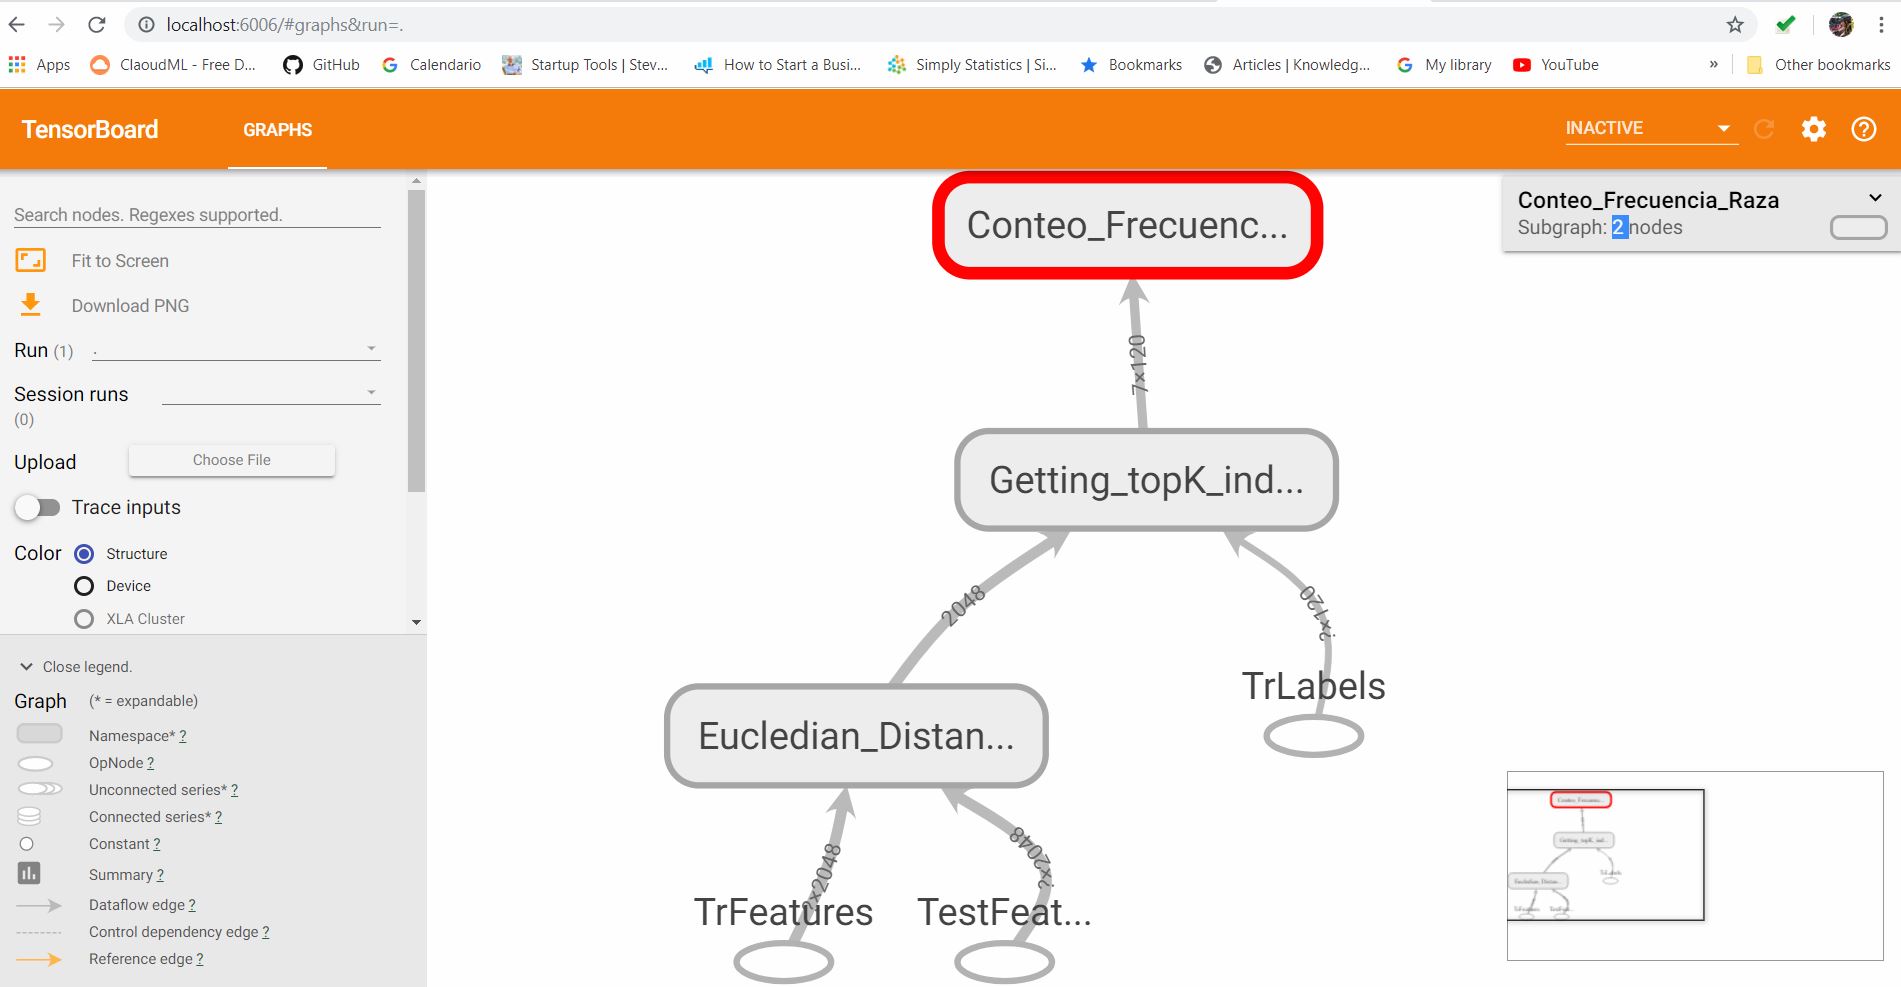 localhost:6006/#graphs&run=.
Apps
ClaoudML - Free D...
GitHub
Calendario
Startup Tools | Stev...
How to Start a Busi...
Simply Statistics | Si...
Bookmarks
Articles | Knowledg...
My library
YouTube
»
Other bookmarks
TensorBoard
GRAPHS
INACTIVE
Search nodes. Regexes supported.
Fit to Screen
Download PNG
Run (1) .
Session runs
(0)
Upload
Choose File
Trace inputs
Color
Structure
Device
XLA Cluster
Close legend.
Graph (* = expandable)
Namespace* ?
OpNode ?
Unconnected series* ?
Connected series* ?
Constant ?
Summary ?
Dataflow edge ?
Control dependency edge ?
Reference edge ?
Conteo_Frecuenc...
7×120
Getting_topK_ind...
2048
?×120
TrLabels
Eucledian_Distan...
?×2048
?×2048
TrFeatures
TestFeat...
Conteo_Frecuencia_Raza
Subgraph: 2 nodes